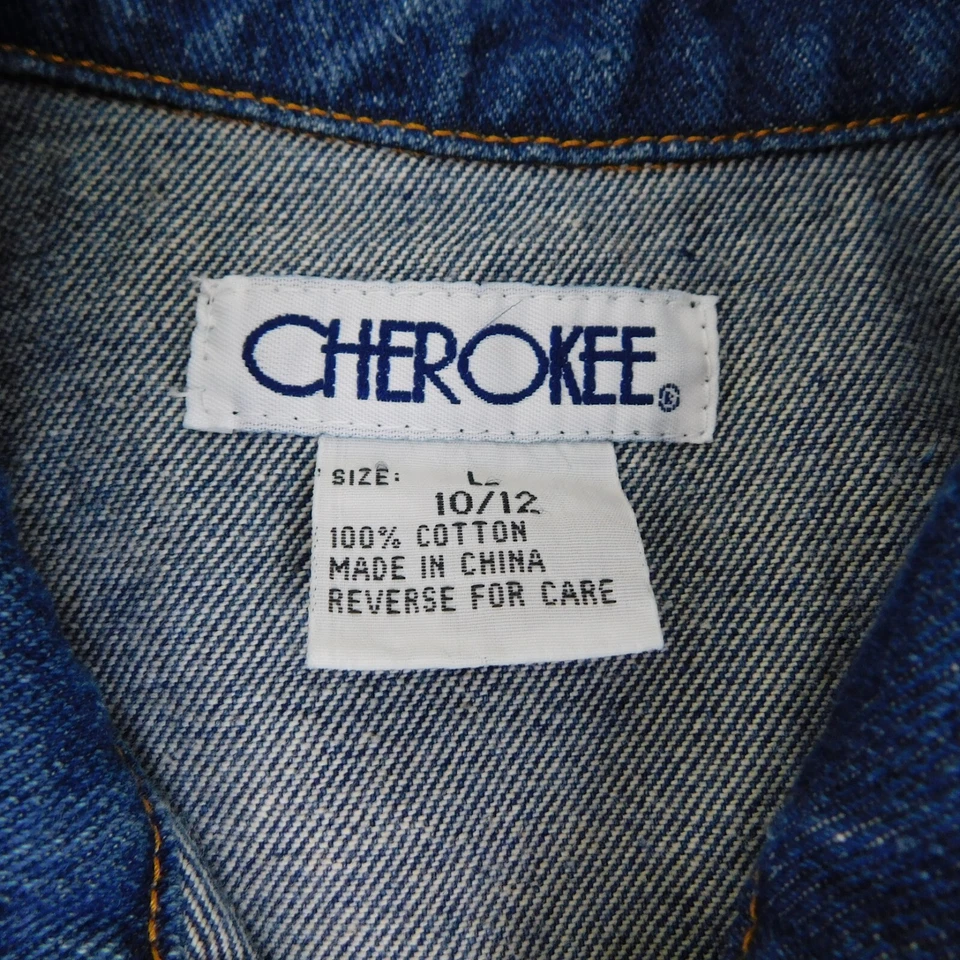 CHEROKEE®
SIZE: L
10/12
100% COTTON
MADE IN CHINA
REVERSE FOR CARE